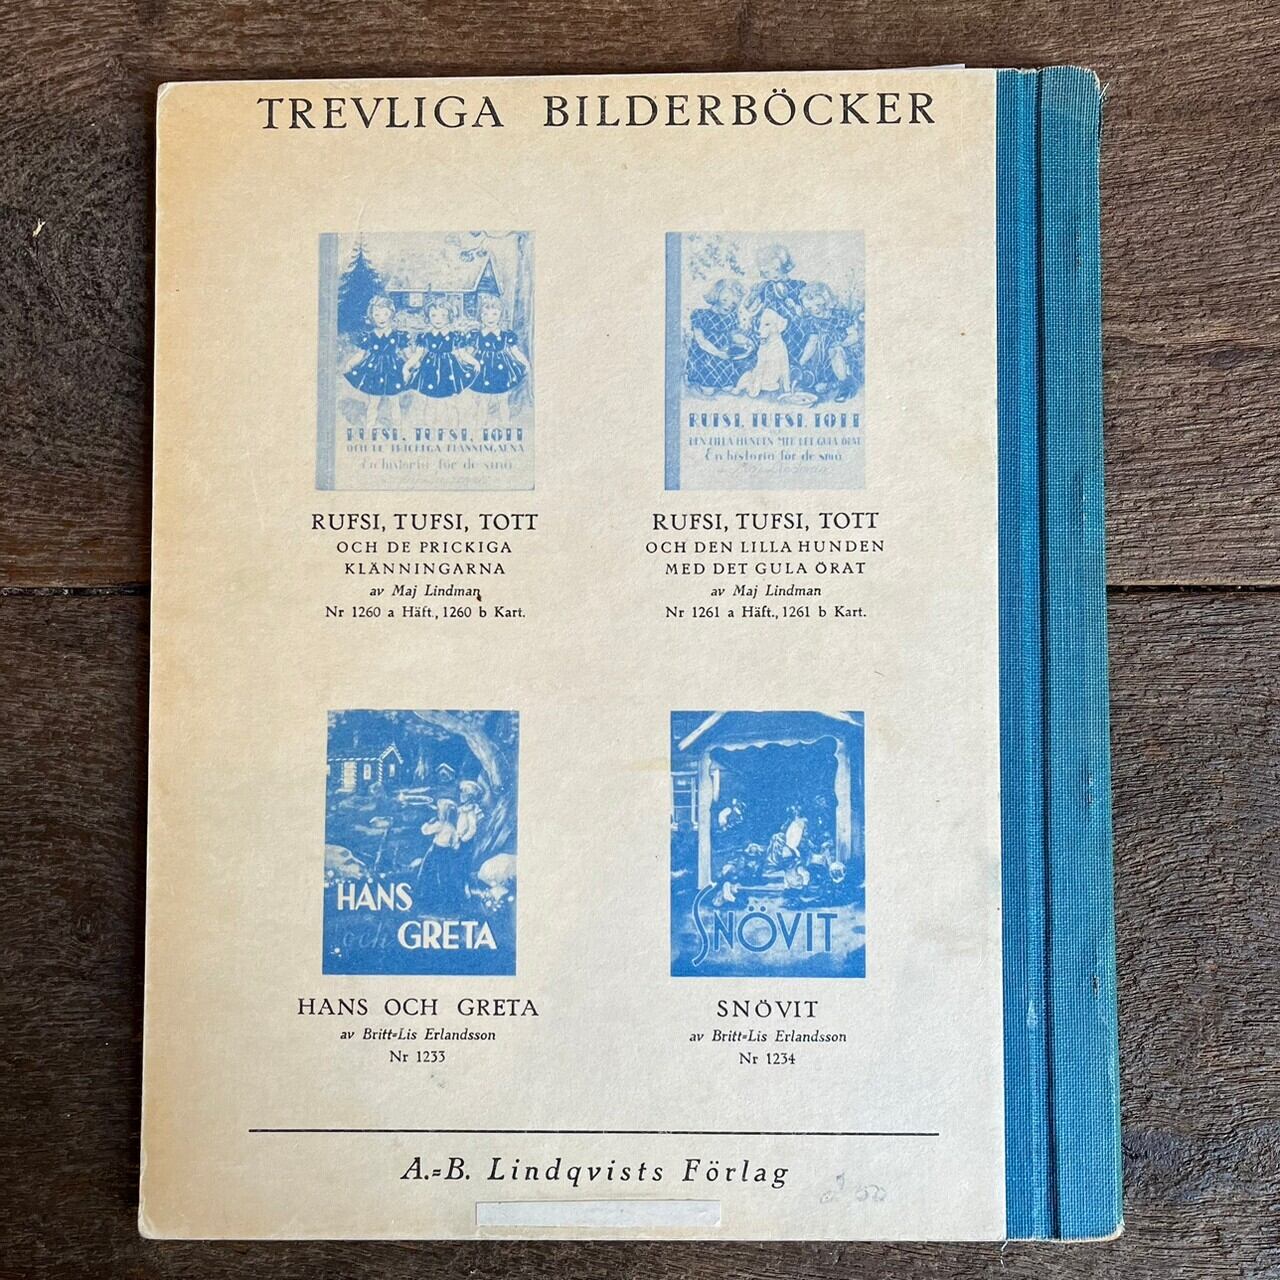 TREVLIGA BILDERBÖCKER
RUFSI, TUFSI, TOTT
OCH DE PRICKIGA KLÄNNINGARNA
En historia för de små
RUFSI, TUFSI, TOTT
OCH DE PRICKIGA
KLÄNNINGARNA
av Maj Lindman
Nr 1260 a Häft., 1260 b Kart.
RUFSI, TUFSI, TOTT
DEN LILLA HUNDEN MED DET GULA ÖRAT
En historia för de små
Maj Lindman
RUFSI, TUFSI, TOTT
OCH DEN LILLA HUNDEN
MED DET GULA ÖRAT
av Maj Lindman
Nr 1261 a Häft., 1261 b Kart.
HANS
och GRETA
HANS OCH GRETA
av Britt=Lis Erlandsson
Nr 1233
SNÖVIT
SNÖVIT
av Britt=Lis Erlandsson
Nr 1234
A.=B. Lindqvists Förlag